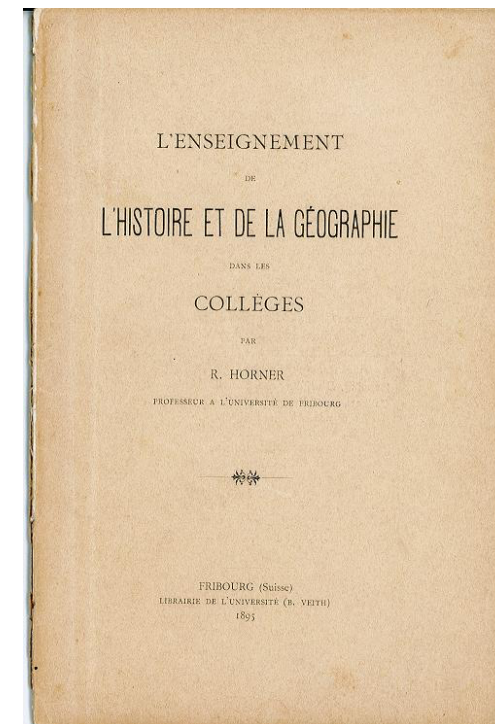 L'ENSEIGNEMENT
DE
L'HISTOIRE ET DE LA GÉOGRAPHIE
DANS LES
COLLÈGES
PAR
R. HORNER
PROFESSEUR A L'UNIVERSITÉ DE FRIBOURG
FRIBOURG (Suisse)
LIBRAIRIE DE L'UNIVERSITÉ (B. VEITH)
1895